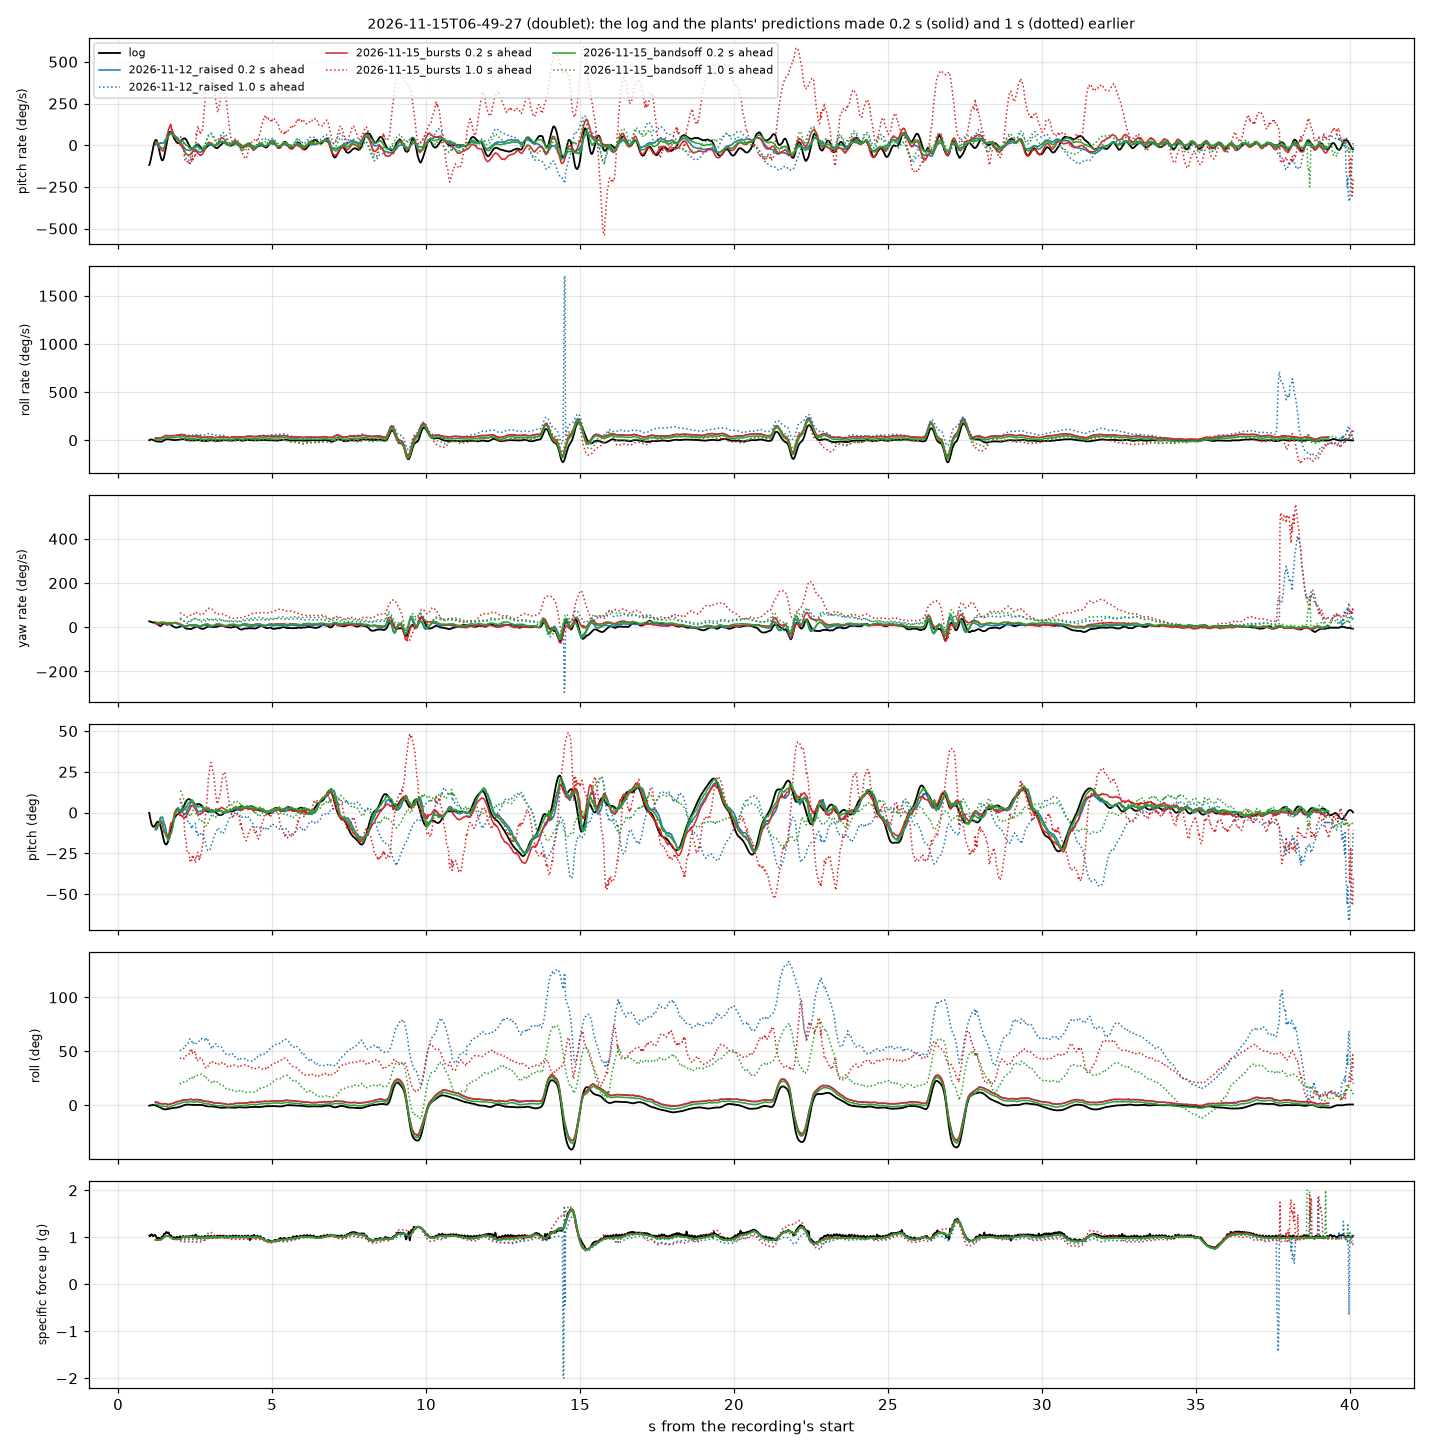 2026-11-15T06-49-27 (doublet): the log and the plants' predictions made 0.2 s (solid) and 1 s (dotted) earlier
log
2026-11-12_raised 0.2 s ahead
2026-11-12_raised 1.0 s ahead
2026-11-15_bursts 0.2 s ahead
2026-11-15_bursts 1.0 s ahead
2026-11-15_bandsoff 0.2 s ahead
2026-11-15_bandsoff 1.0 s ahead
pitch rate (deg/s)
500
250
0
−250
−500
roll rate (deg/s)
1500
1000
500
0
yaw rate (deg/s)
400
200
0
−200
pitch (deg)
50
25
0
−25
−50
roll (deg)
100
50
0
specific force up (g)
2
1
0
−1
−2
0 5 10 15 20 25 30 35 40
s from the recording's start